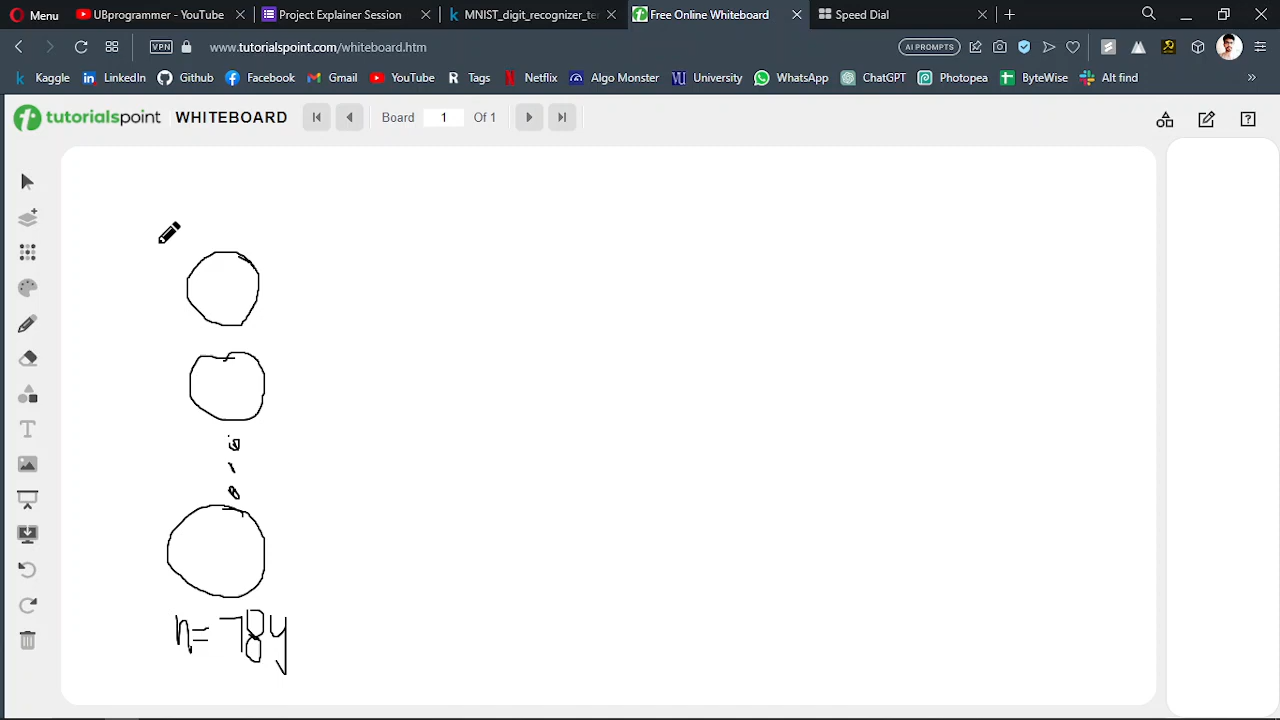 Menu
UBprogrammer - YouTube
Project Explainer Session
MNIST_digit_recognizer_te
Free Online Whiteboard
Speed Dial
VPN
www.tutorialspoint.com/whiteboard.htm
AI PROMPTS
Kaggle
LinkedIn
Github
Facebook
Gmail
YouTube
Tags
Netflix
Algo Monster
University
WhatsApp
ChatGPT
Photopea
ByteWise
Alt find
»
tutorialspoint WHITEBOARD
Board 1 Of 1
n=784